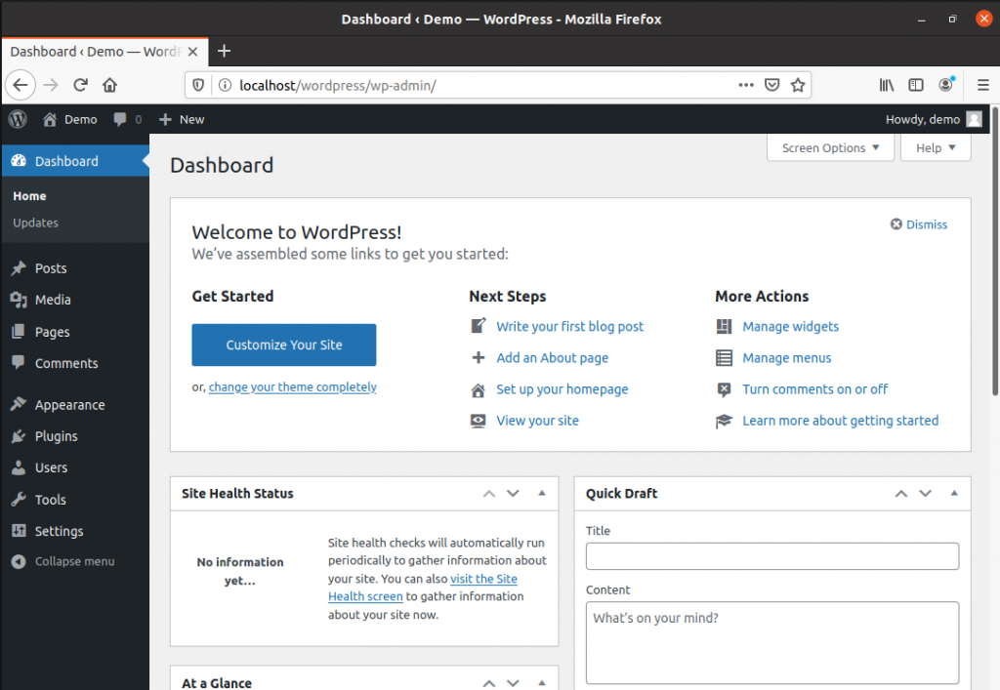 Dashboard ‹ Demo — WordPress - Mozilla Firefox
Dashboard ‹ Demo — WordP
localhost/wordpress/wp-admin/
Demo
0
New
Howdy, demo
Dashboard
Home
Updates
Posts
Media
Pages
Comments
Appearance
Plugins
Users
Tools
Settings
Collapse menu
Dashboard
Screen Options
Help
Welcome to WordPress!
We've assembled some links to get you started:
Dismiss
Get Started
Customize Your Site
or, change your theme completely
Next Steps
Write your first blog post
Add an About page
Set up your homepage
View your site
More Actions
Manage widgets
Manage menus
Turn comments on or off
Learn more about getting started
Site Health Status
No information
yet…
Site health checks will automatically run
periodically to gather information about
your site. You can also visit the Site
Health screen to gather information
about your site now.
At a Glance
Quick Draft
Title
Content
What's on your mind?